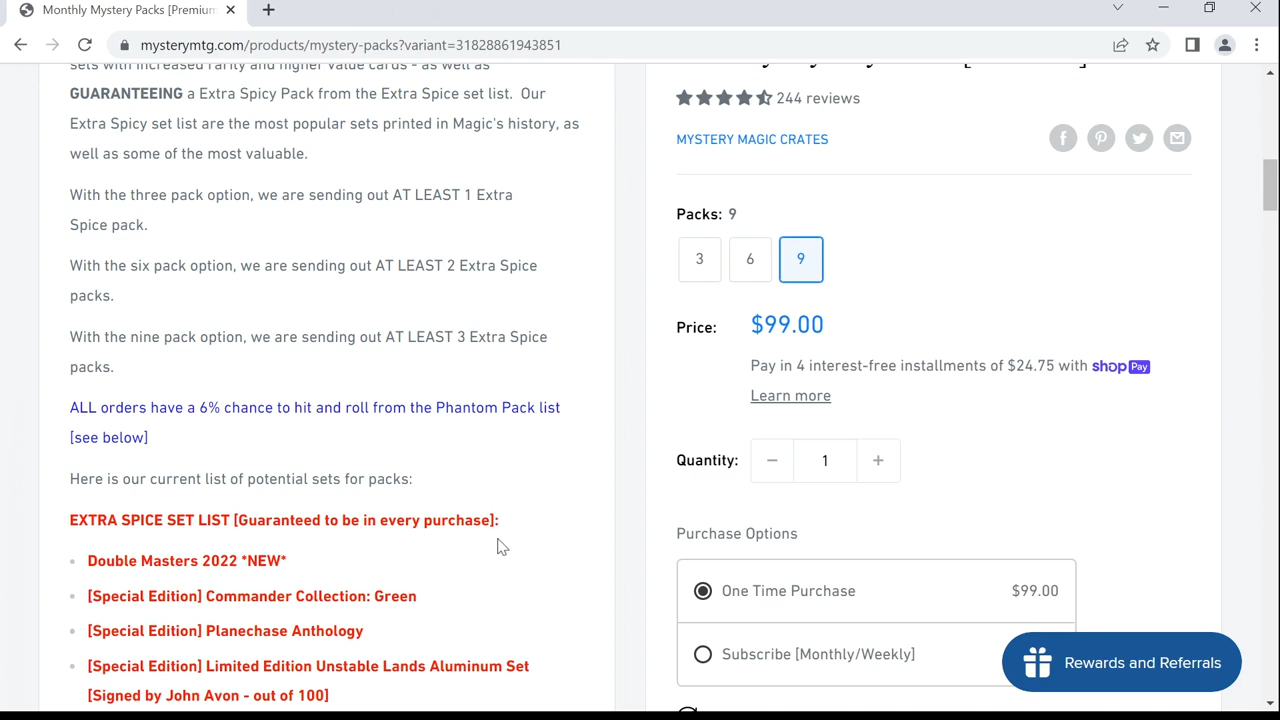 Monthly Mystery Packs [Premium
mysterymtg.com/products/mystery-packs?variant=31828861943851
sets with increased rarity and higher value cards - as well as
GUARANTEEING a Extra Spicy Pack from the Extra Spice set list. Our
Extra Spicy set list are the most popular sets printed in Magic's history, as
well as some of the most valuable.
With the three pack option, we are sending out AT LEAST 1 Extra
Spice pack.
With the six pack option, we are sending out AT LEAST 2 Extra Spice
packs.
With the nine pack option, we are sending out AT LEAST 3 Extra Spice
packs.
ALL orders have a 6% chance to hit and roll from the Phantom Pack list
[see below]
Here is our current list of potential sets for packs:
EXTRA SPICE SET LIST [Guaranteed to be in every purchase]:
Double Masters 2022 *NEW*
[Special Edition] Commander Collection: Green
[Special Edition] Planechase Anthology
[Special Edition] Limited Edition Unstable Lands Aluminum Set
[Signed by John Avon - out of 100]
244 reviews
MYSTERY MAGIC CRATES
Packs: 9
3 6 9
Price: $99.00
Pay in 4 interest-free installments of $24.75 with shop Pay
Learn more
Quantity: − 1 +
Purchase Options
One Time Purchase $99.00
Subscribe [Monthly/Weekly]
Rewards and Referrals